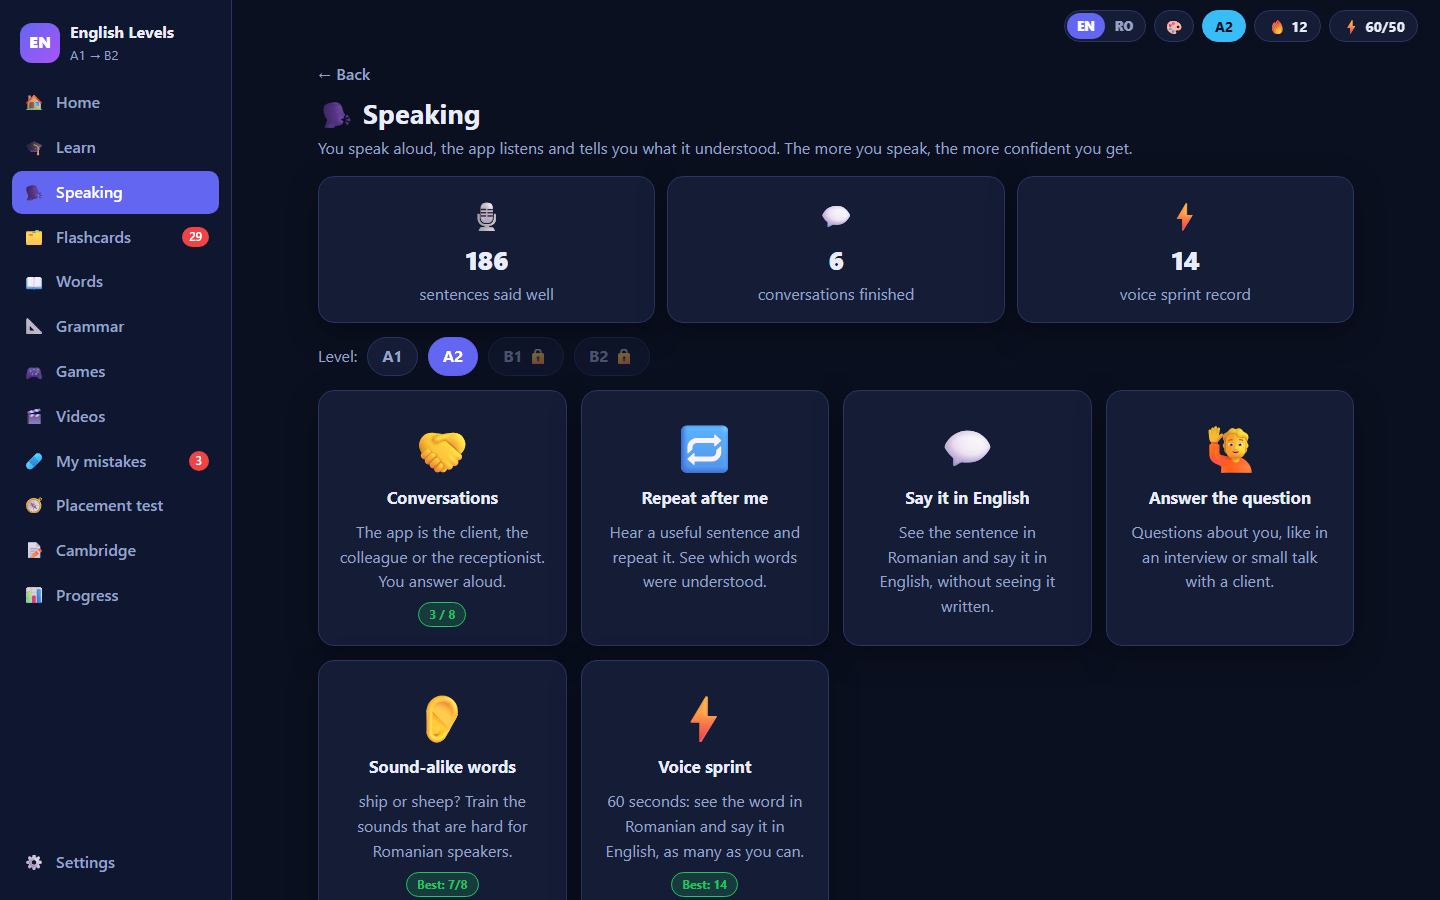 EN
English Levels
A1 → B2
Home
Learn
Speaking
Flashcards 29
Words
Grammar
Games
Videos
My mistakes 3
Placement test
Cambridge
Progress
Settings
EN RO
A2
12
60/50
← Back
Speaking
You speak aloud, the app listens and tells you what it understood. The more you speak, the more confident you get.
186
sentences said well
6
conversations finished
14
voice sprint record
Level: A1 A2 B1 B2
Conversations
The app is the client, the
colleague or the receptionist.
You answer aloud.
3 / 8
Repeat after me
Hear a useful sentence and
repeat it. See which words
were understood.
Say it in English
See the sentence in
Romanian and say it in
English, without seeing it
written.
Answer the question
Questions about you, like in
an interview or small talk
with a client.
Sound-alike words
ship or sheep? Train the
sounds that are hard for
Romanian speakers.
Best: 7/8
Voice sprint
60 seconds: see the word in
Romanian and say it in
English, as many as you can.
Best: 14